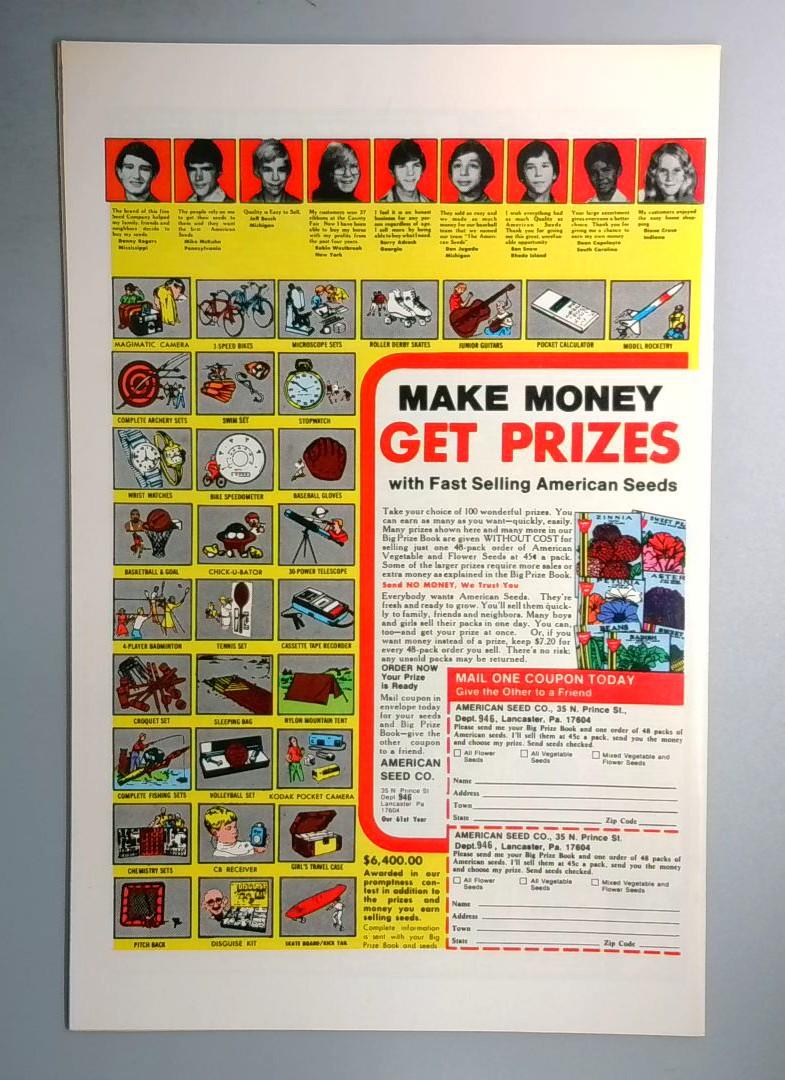 The brand of this fine
Seed Company helped
my family, friends and
neighbors decide to
buy my seeds
Danny Rogers
Mississippi
The people rely on me
to get their seeds to
them and they want
the first American
Seeds
Mike McKuhn
Pennsylvania
Quality is Easy to Sell.
Jeff Booth
Michigan
My customers won 27
ribbons at the County
Fair. Now I have been
able to buy my horse
with my profits from
the past four years.
Robin Westbrook
New York
I feel it is an honest
business for any per-
son regardless of age.
I sell more by being
able to buy what I need.
Barry Adcock
Georgia
They sold so easy and
we made so much
money for our baseball
team that we named
our team "The Ameri-
can Seeds"
Dan Jagoda
Michigan
I wish everything had
as much Quality as
American Seeds
Thank you for giving
me this great, unreliev-
able opportunity
Ben Snow
Rhode Island
Your large assortment
gives everyone a better
choice. Thank you for
giving me a chance to
earn my own money
Dean Capalupto
South Carolina
My customers enjoyed
the easy home shop-
ping
Diane Crose
Indiana
MAGIMATIC CAMERA
3-SPEED BIKES
MICROSCOPE SETS
ROLLER DERBY SKATES
JUNIOR GUITARS
POCKET CALCULATOR
MODEL ROCKETRY
COMPLETE ARCHERY SETS
SWIM SET
STOPWATCH
WRIST WATCHES
BIKE SPEEDOMETER
BASEBALL GLOVES
BASKETBALL & GOAL
CHICK-U-BATOR
30-POWER TELESCOPE
4-PLAYER BADMINTON
TENNIS SET
CASSETTE TAPE RECORDER
CROQUET SET
SLEEPING BAG
NYLON MOUNTAIN TENT
COMPLETE FISHING SETS
VOLLEYBALL SET
KODAK POCKET CAMERA
CHEMISTRY SETS
CB RECEIVER
GIRL'S TRAVEL CASE
PITCH BACK
DISGUISE KIT
SKATE BOARD/KICK TAIL
MAKE MONEY
GET PRIZES
with Fast Selling American Seeds
Take your choice of 100 wonderful prizes. You
can earn as many as you want—quickly, easily.
Many prizes shown here and many more in our
Big Prize Book are given WITHOUT COST for
selling just one 48-pack order of American
Vegetable and Flower Seeds at 45¢ a pack.
Some of the larger prizes require more sales or
extra money as explained in the Big Prize Book.
Send NO MONEY, We Trust You
Everybody wants American Seeds. They're
fresh and ready to grow. You'll sell them quick-
ly to family, friends and neighbors. Many boys
and girls sell their packs in one day. You can,
too—and get your prize at once. Or, if you
want money instead of a prize, keep $7.20 for
every 48-pack order you sell. There's no risk;
any unsold packs may be returned.
ZINNIA
SWEET PE
PETUNIA
ASTER
BEANS
RADISH
SWEET
ORDER NOW
Your Prize
is Ready
Mail coupon in
envelope today
for your seeds
and Big Prize
Book—give the
other coupon
to a friend.
AMERICAN
SEED CO.
35 N. Prince St
Dept 946
Lancaster Pa
17604
Our 61st Year
MAIL ONE COUPON TODAY
Give the Other to a Friend
AMERICAN SEED CO., 35 N. Prince St.,
Dept. 946, Lancaster, Pa. 17604
Please send me your Big Prize Book and one order of 48 packs of
American seeds. I'll sell them at 45c a pack, send you the money
and choose my prize. Send seeds checked.
All Flower Seeds
All Vegetable Seeds
Mixed Vegetable and Flower Seeds
Name
Address
Town
State Zip Code
AMERICAN SEED CO., 35 N. Prince St.
Dept. 946, Lancaster, Pa. 17604
Please send me your Big Prize Book and one order of 48 packs of
American seeds. I'll sell them at 45c a pack, send you the money
and choose my prize. Send seeds checked.
All Flower Seeds
All Vegetable Seeds
Mixed Vegetable and Flower Seeds
Name
Address
Town
State Zip Code
$6,400.00
Awarded in our
promptness con-
test in addition to
the prizes and
money you earn
selling seeds.
Complete information
is sent with your Big
Prize Book and seeds